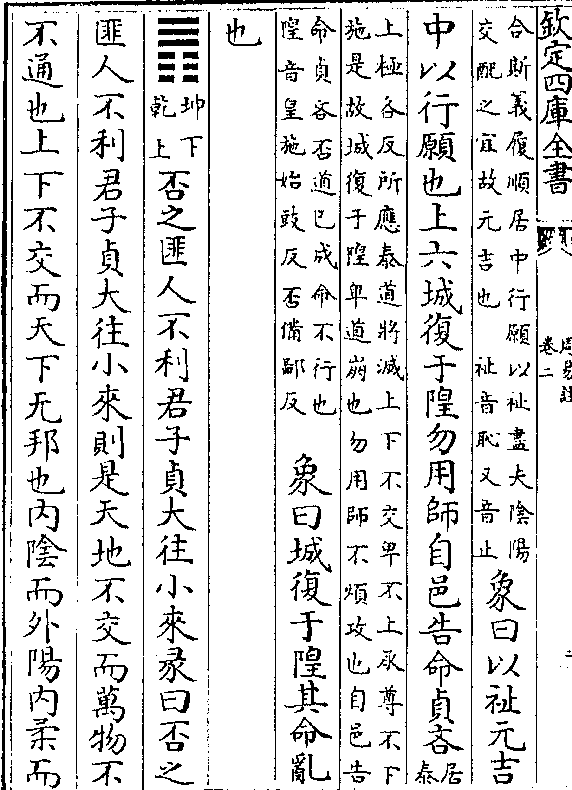 欽定四庫全書
周易註
卷二
合斯義履順居中行願以祉盡夫陰陽
交配之宜故元吉也 祉音恥又音止
象曰以祉元吉
中以行願也上六城復于隍勿用師自邑告命貞吝
居
泰
上極各反所應泰道將滅上下不交卑不上承尊不下
施是故城復于隍卑道崩也勿用師不煩攻也自邑告
命貞吝否道已成命不行也
隍音皇施始豉反否備鄙反
象曰城復于隍其命亂
也
䷋
坤下
乾上
否之匪人不利君子貞大往小來彖曰否之
匪人不利君子貞大往小來則是天地不交而萬物不
不通也上下不交而天下无邦也內陰而外陽內柔而